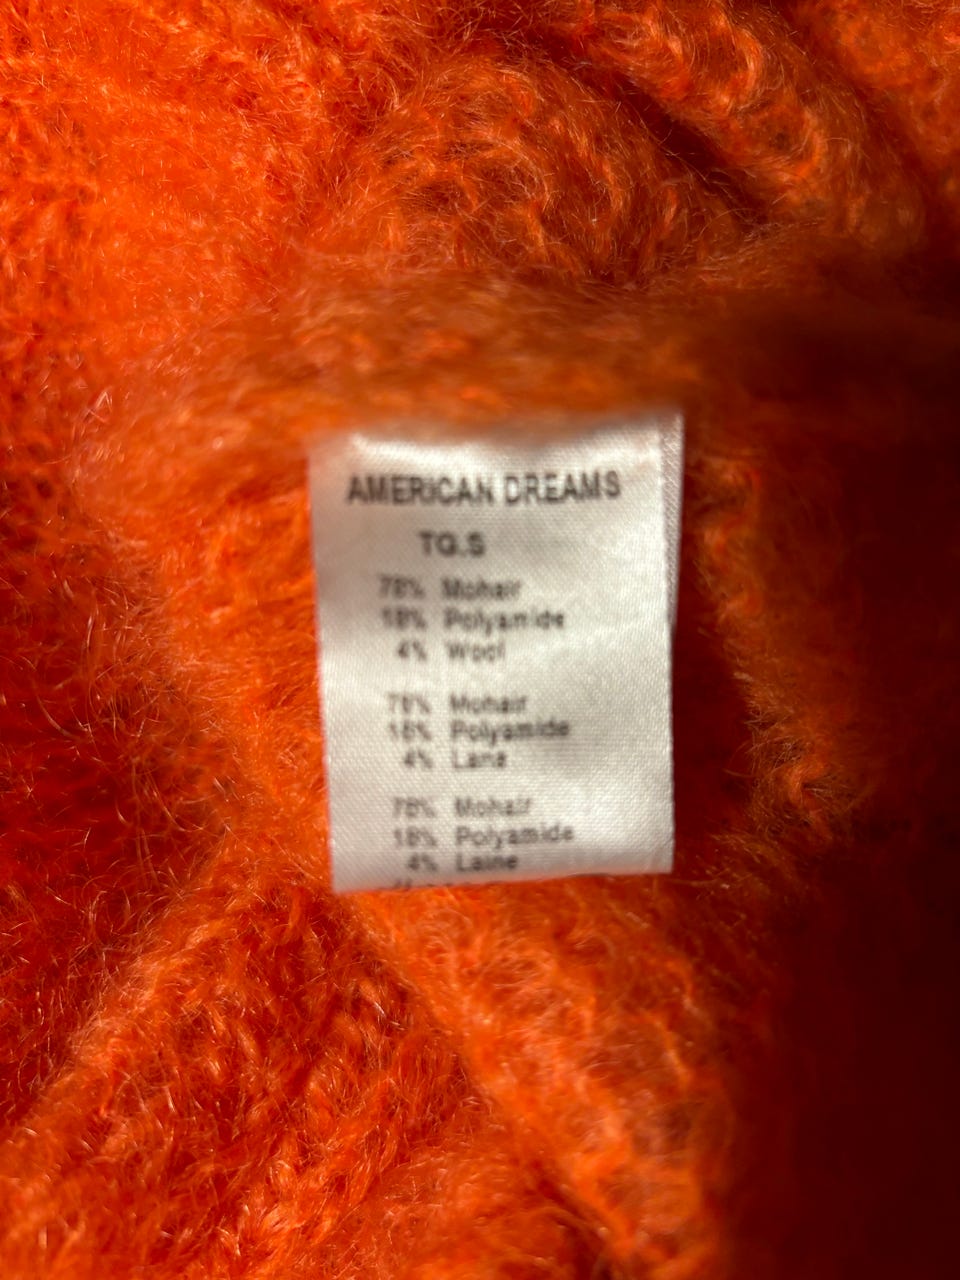 AMERICAN DREAMS
TG.S
78% Mohair
18% Polyamide
4% Wool
78% Mohair
18% Polyamide
4% Lana
78% Mohair
18% Polyamide
4% Laine